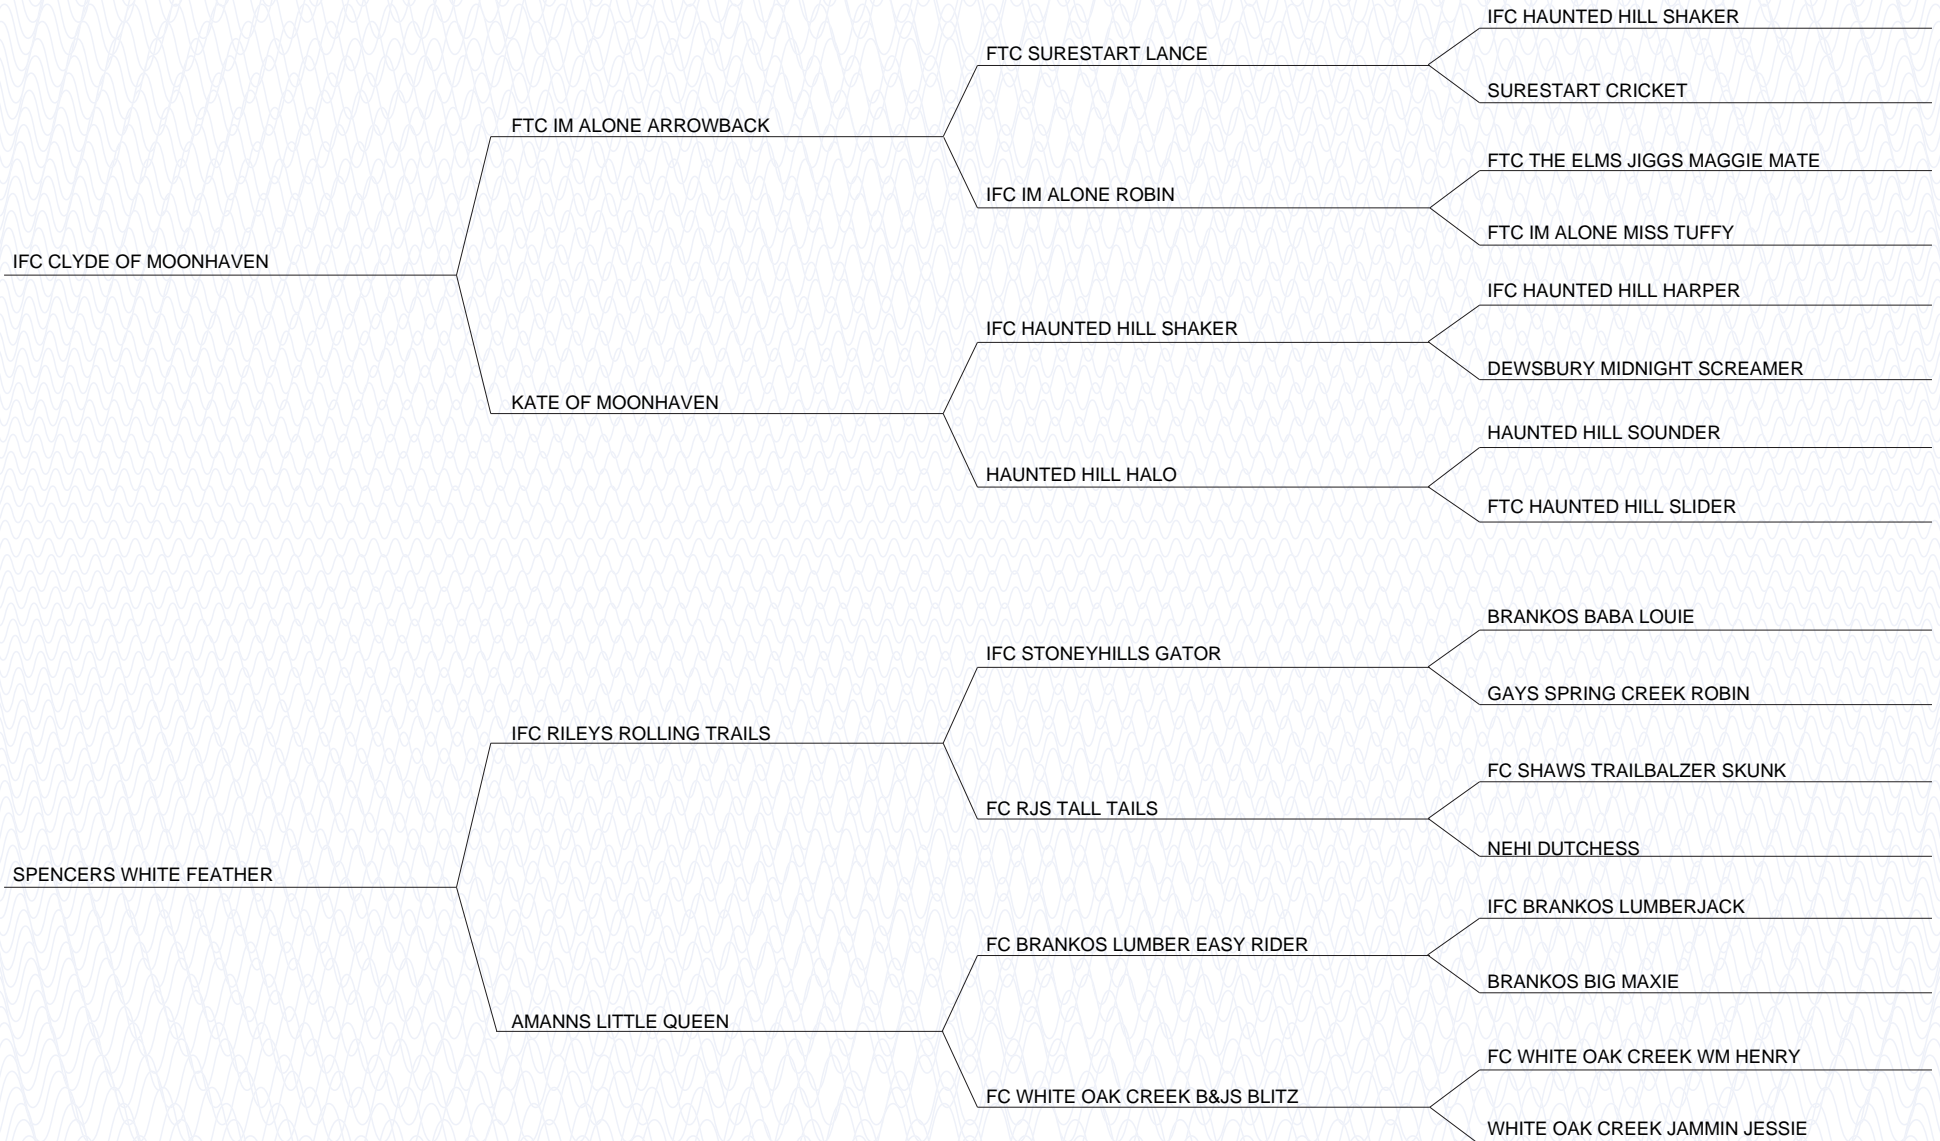 IFC HAUNTED HILL SHAKER
FTC SURESTART LANCE
SURESTART CRICKET
FTC IM ALONE ARROWBACK
FTC THE ELMS JIGGS MAGGIE MATE
IFC IM ALONE ROBIN
FTC IM ALONE MISS TUFFY
IFC CLYDE OF MOONHAVEN
IFC HAUNTED HILL HARPER
IFC HAUNTED HILL SHAKER
DEWSBURY MIDNIGHT SCREAMER
KATE OF MOONHAVEN
HAUNTED HILL SOUNDER
HAUNTED HILL HALO
FTC HAUNTED HILL SLIDER
BRANKOS BABA LOUIE
IFC STONEYHILLS GATOR
GAYS SPRING CREEK ROBIN
IFC RILEYS ROLLING TRAILS
FC SHAWS TRAILBALZER SKUNK
FC RJS TALL TAILS
NEHI DUTCHESS
SPENCERS WHITE FEATHER
IFC BRANKOS LUMBERJACK
FC BRANKOS LUMBER EASY RIDER
BRANKOS BIG MAXIE
AMANNS LITTLE QUEEN
FC WHITE OAK CREEK WM HENRY
FC WHITE OAK CREEK B&JS BLITZ
WHITE OAK CREEK JAMMIN JESSIE